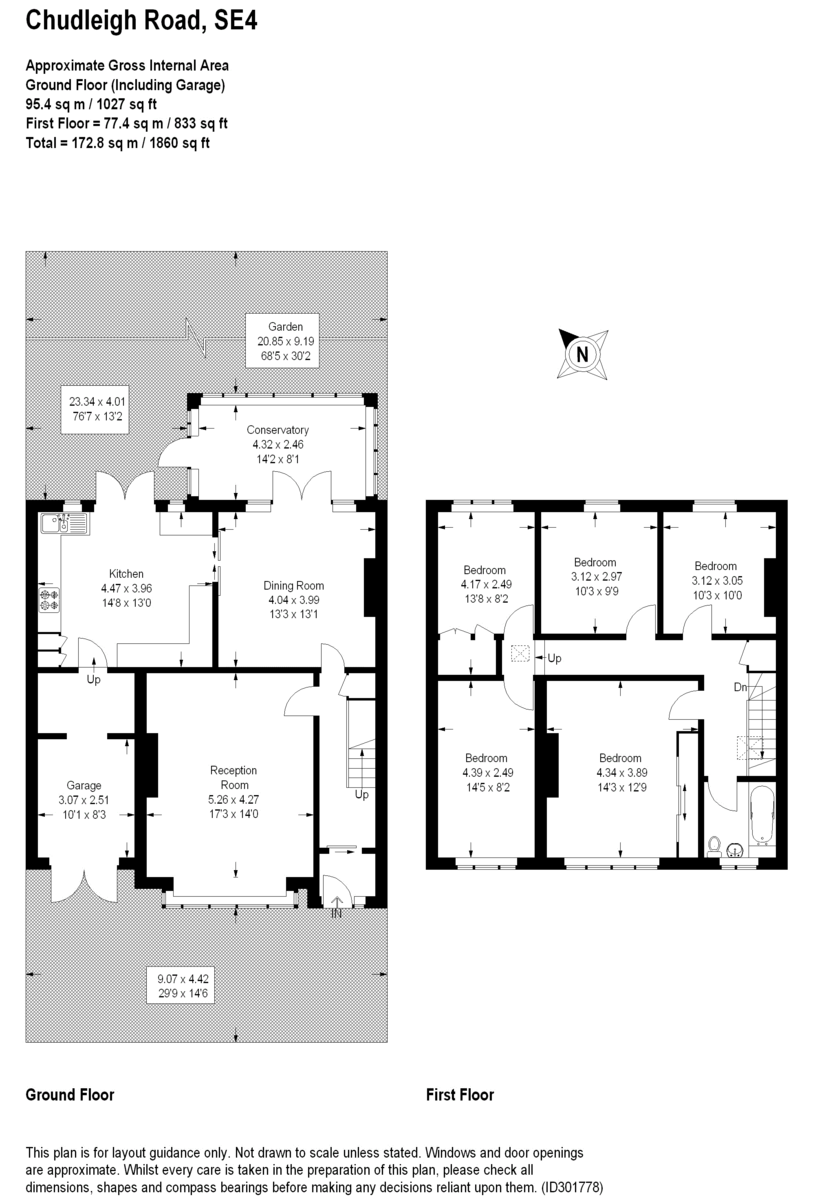 Chudleigh Road, SE4
Approximate Gross Internal Area
Ground Floor (Including Garage)
95.4 sq m / 1027 sq ft
First Floor = 77.4 sq m / 833 sq ft
Total = 172.8 sq m / 1860 sq ft
Garden
20.85 x 9.19
68'5 x 30'2
N
23.34 x 4.01
76'7 x 13'2
Conservatory
4.32 x 2.46
14'2 x 8'1
Kitchen
4.47 x 3.96
14'8 x 13'0
Dining Room
4.04 x 3.99
13'3 x 13'1
Up
Garage
3.07 x 2.51
10'1 x 8'3
Reception
Room
5.26 x 4.27
17'3 x 14'0
Up
IN
9.07 x 4.42
29'9 x 14'6
Bedroom
4.17 x 2.49
13'8 x 8'2
Bedroom
3.12 x 2.97
10'3 x 9'9
Bedroom
3.12 x 3.05
10'3 x 10'0
Up
Dn
Bedroom
4.39 x 2.49
14'5 x 8'2
Bedroom
4.34 x 3.89
14'3 x 12'9
Ground Floor
First Floor
This plan is for layout guidance only. Not drawn to scale unless stated. Windows and door openings
are approximate. Whilst every care is taken in the preparation of this plan, please check all
dimensions, shapes and compass bearings before making any decisions reliant upon them. (ID301778)